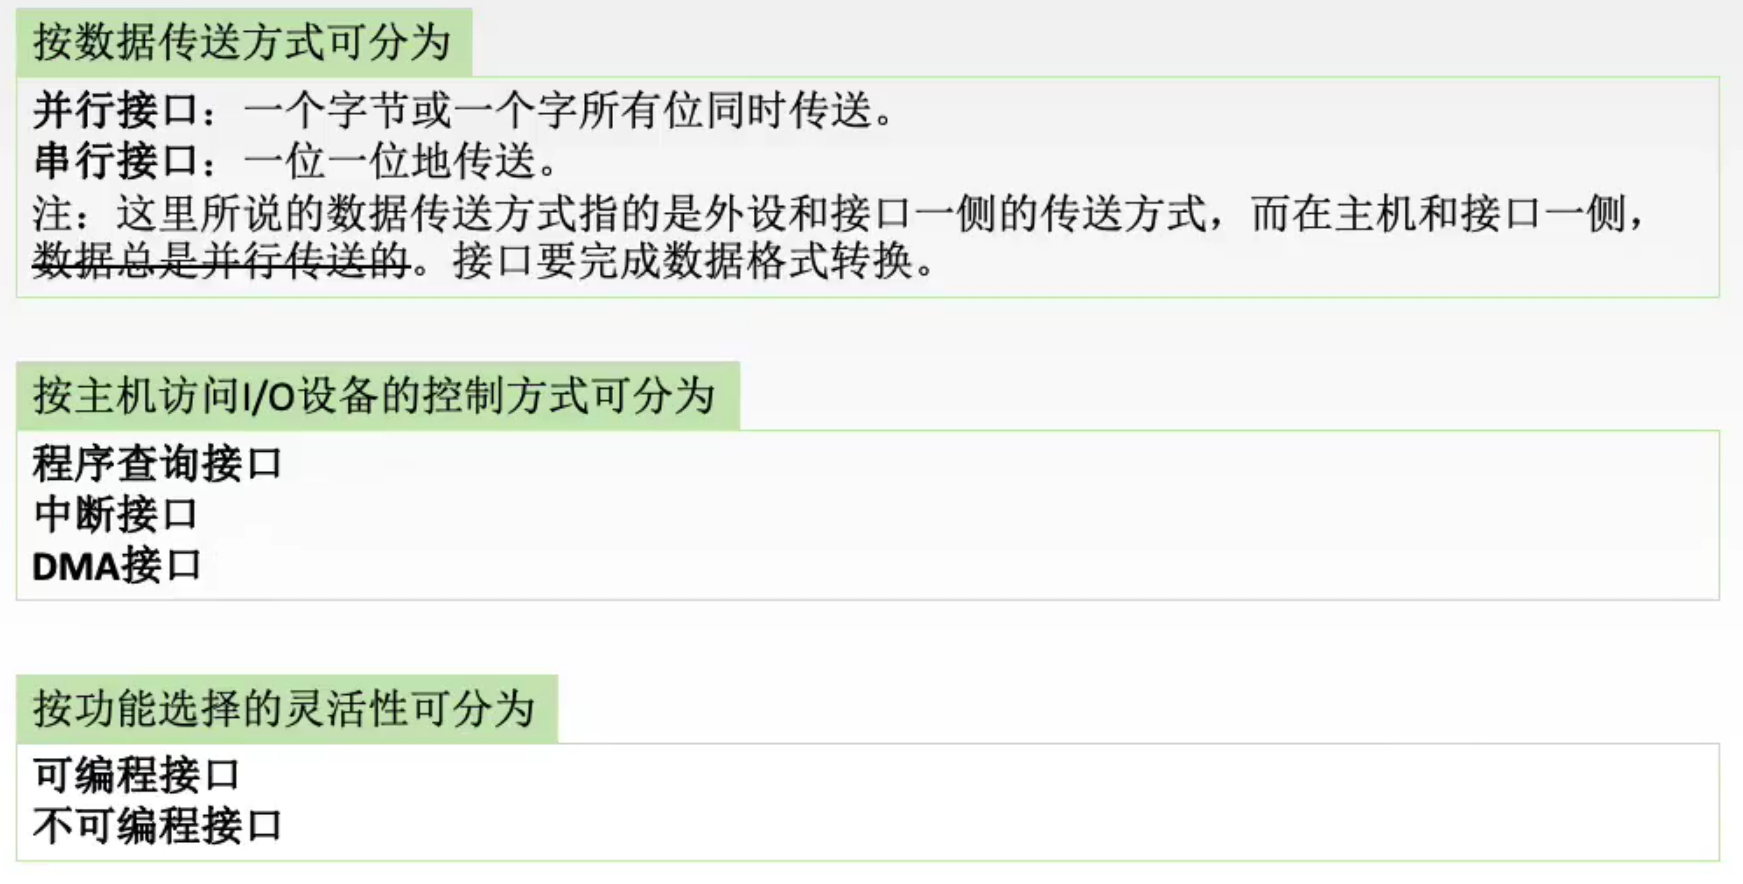 按数据传送方式可分为
并行接口：一个字节或一个字所有位同时传送。
串行接口：一位一位地传送。
注：这里所说的数据传送方式指的是外设和接口一侧的传送方式，而在主机和接口一侧，
数据总是并行传送的。接口要完成数据格式转换。
按主机访问I/O设备的控制方式可分为
程序查询接口
中断接口
DMA接口
按功能选择的灵活性可分为
可编程接口
不可编程接口